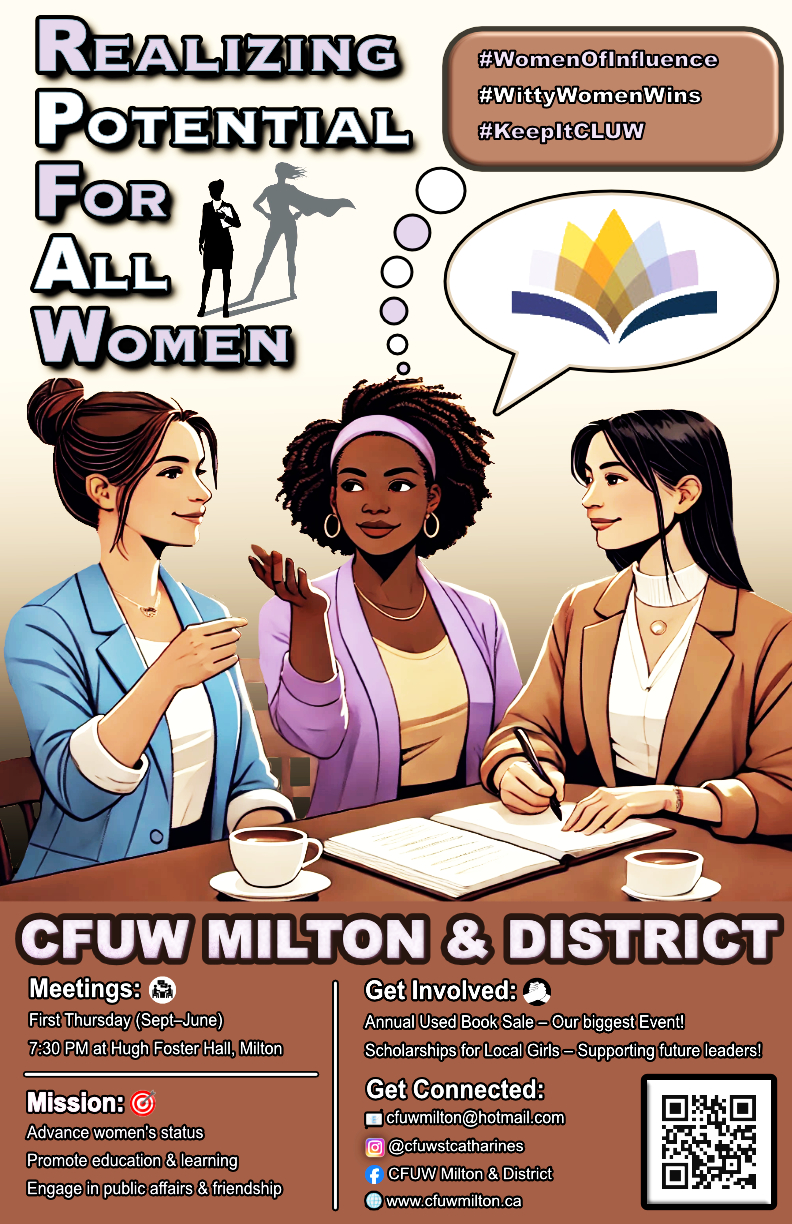 REALIZING
POTENTIAL
FOR
ALL
WOMEN
#WomenOfInfluence
#WittyWomenWins
#KeepItCLUW
CFUW MILTON & DISTRICT
Meetings:
First Thursday (Sept–June)
7:30 PM at Hugh Foster Hall, Milton
Mission:
Advance women's status
Promote education & learning
Engage in public affairs & friendship
Get Involved:
Annual Used Book Sale – Our biggest Event!
Scholarships for Local Girls – Supporting future leaders!
Get Connected:
cfuwmilton@hotmail.com
@cfuwstcatharines
CFUW Milton & District
www.cfuwmilton.ca